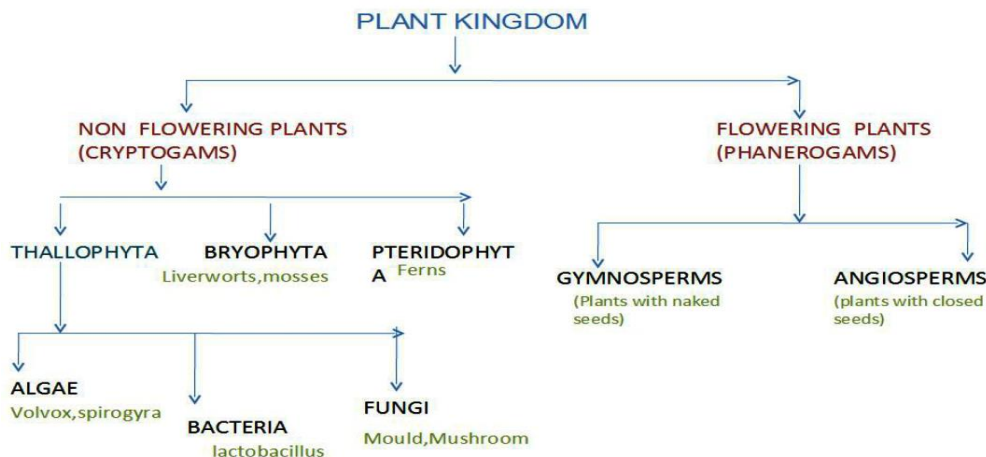 PLANT KINGDOM
NON FLOWERING PLANTS
(CRYPTOGAMS)
FLOWERING PLANTS
(PHANEROGAMS)
THALLOPHYTA
BRYOPHYTA
Liverworts,mosses
PTERIDOPHYT
A
Ferns
GYMNOSPERMS
(Plants with naked
seeds)
ANGIOSPERMS
(plants with closed
seeds)
ALGAE
Volvox,spirogyra
BACTERIA
lactobacillus
FUNGI
Mould,Mushroom